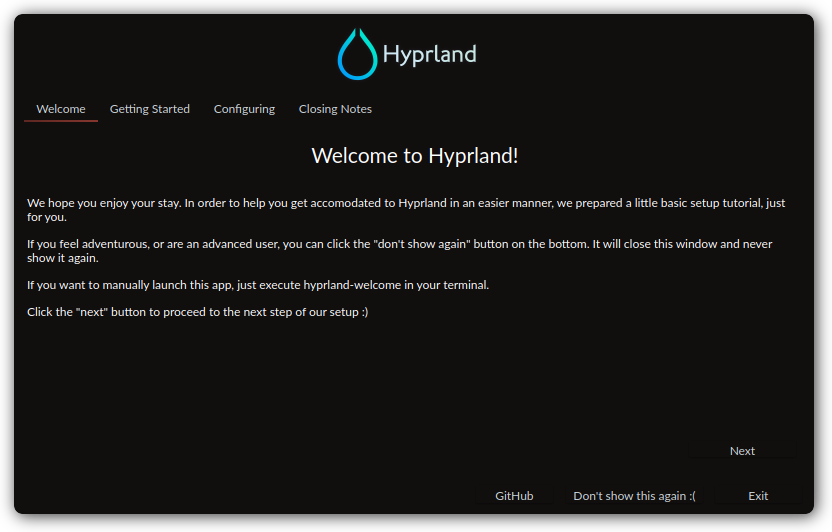 Hyprland
Welcome
Getting Started
Configuring
Closing Notes
Welcome to Hyprland!
We hope you enjoy your stay. In order to help you get accomodated to Hyprland in an easier manner, we prepared a little basic setup tutorial, just
for you.
If you feel adventurous, or are an advanced user, you can click the "don't show again" button on the bottom. It will close this window and never
show it again.
If you want to manually launch this app, just execute hyprland-welcome in your terminal.
Click the "next" button to proceed to the next step of our setup :)
Next
GitHub
Don't show this again :(
Exit